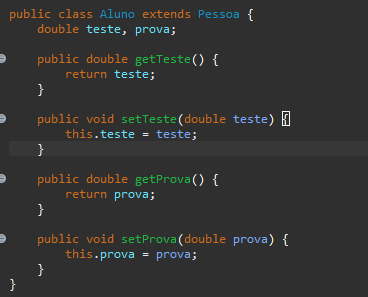 public class Aluno extends Pessoa {
    double teste, prova;

    public double getTeste() {
        return teste;
    }

    public void setTeste(double teste) {
        this.teste = teste;
    }

    public double getProva() {
        return prova;
    }

    public void setProva(double prova) {
        this.prova = prova;
    }
}